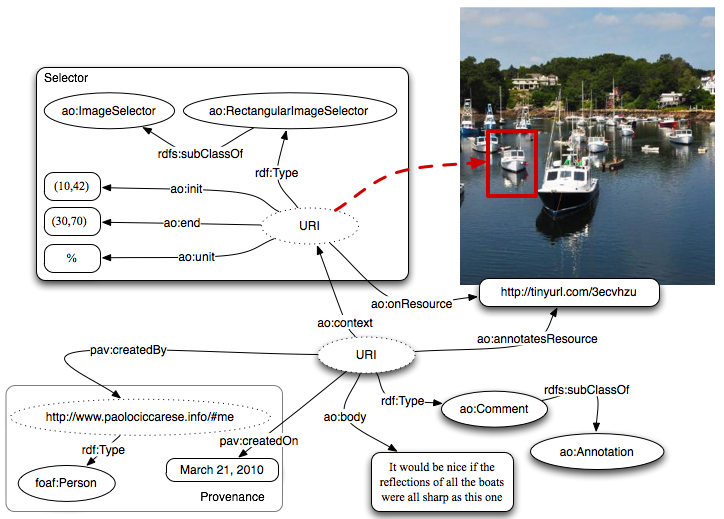 Selector
ao:ImageSelector
ao:RectangularImageSelector
rdfs:subClassOf
rdf:Type
(10,42)
ao:init
(30,70)
ao:end
URI
%
ao:unit
ao:onResource
http://tinyurl.com/3ecvhzu
ao:context
ao:annotatesResource
pav:createdBy
URI
rdfs:subClassOf
rdf:Type
ao:Comment
http://www.paolociccarese.info/#me
ao:body
pav:createdOn
rdf:Type
ao:Annotation
March 21, 2010
foaf:Person
Provenance
It would be nice if the
reflections of all the boats
were all sharp as this one